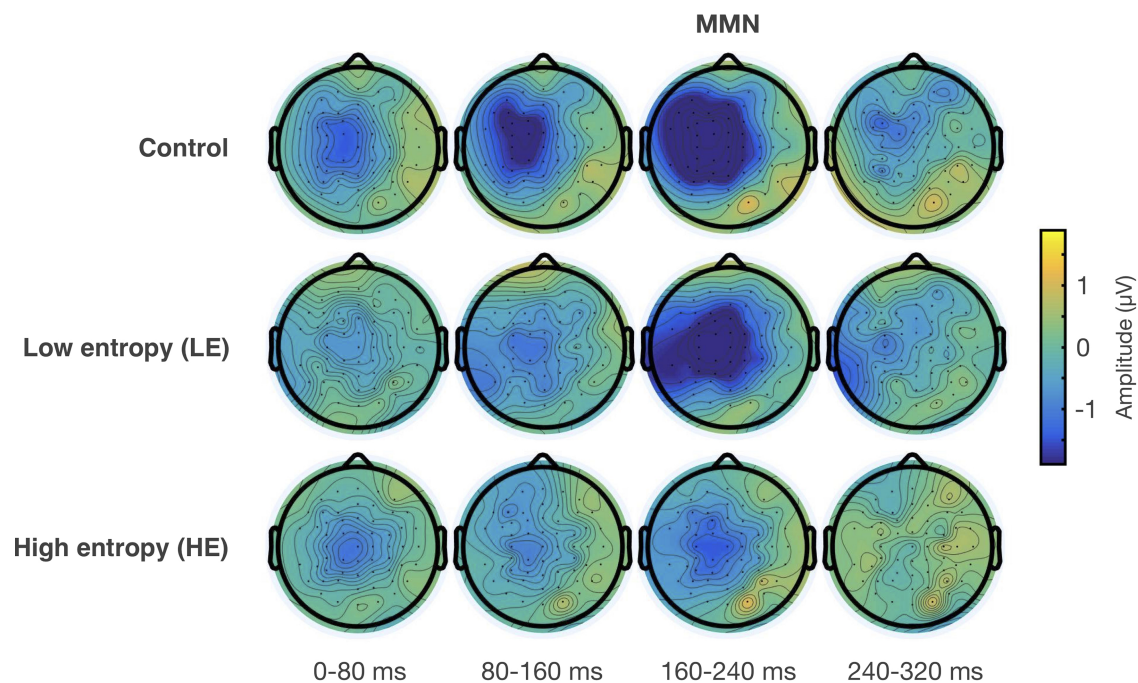 MMN
Control
Low entropy (LE)
High entropy (HE)
0-80 ms
80-160 ms
160-240 ms
240-320 ms
1
0
-1
Amplitude (μV)